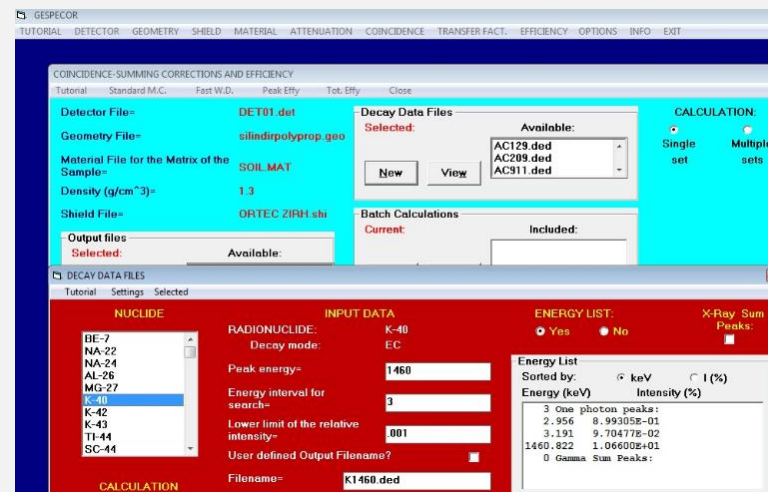 GESPECOR
TUTORIAL DETECTOR GEOMETRY SHIELD MATERIAL ATTENUATION COINCIDENCE TRANSFER FACT. EFFICIENCY OPTIONS INFO EXIT
COINCIDENCE-SUMMING CORRECTIONS AND EFFICIENCY
Tutorial Standard M.C. Fast W.D. Peak Effy Tot. Effy Close
Detector File= DET01.det
Geometry File= silindirpolyprop.geo
Material File for the Matrix of the
Sample= SOIL.MAT
Density (g/cm^3)= 1.3
Shield File= ORTEC ZIRH.shi
Output files
Selected: Available:
Decay Data Files
Selected: Available:
New View
AC129.ded
AC209.ded
AC911.ded
Batch Calculations
Current: Included:
CALCULATION:
Single Multiple
set sets
DECAY DATA FILES
Tutorial Settings Selected
NUCLIDE
BE-7
NA-22
NA-24
AL-26
MG-27
K-40
K-42
K-43
TI-44
SC-44
CALCULATION
INPUT DATA
RADIONUCLIDE: K-40
Decay mode: EC
Peak energy= 1460
Energy interval for
search= 3
Lower limit of the relative
intensity= .001
User defined Output Filename?
Filename= K1460.ded
ENERGY LIST:
Yes No
X-Ray Sum
Peaks:
Energy List
Sorted by: keV I (%)
Energy (keV) Intensity (%)
3 One photon peaks:
2.956 8.99305E-01
3.191 9.70477E-02
1460.822 1.06600E+01
0 Gamma Sum Peaks: